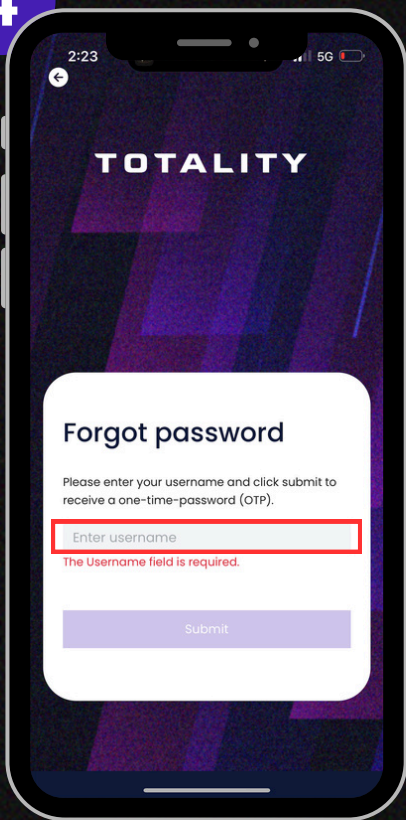 2:23
5G
TOTALITY
Forgot password
Please enter your username and click submit to
receive a one-time-password (OTP).
Enter username
The Username field is required.
Submit